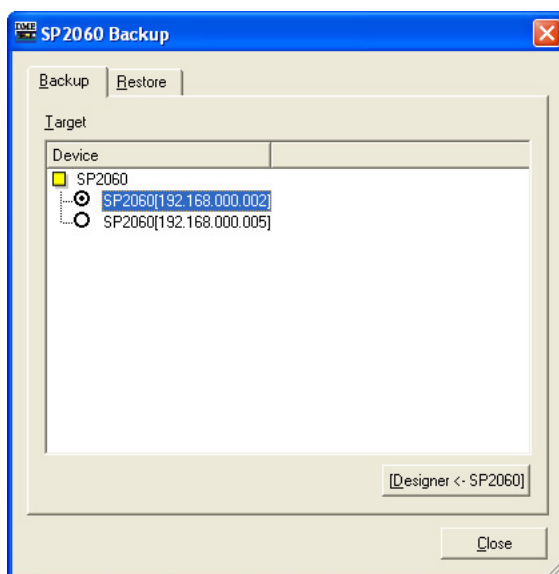 DME
SP2060 Backup
Backup Restore
Target
Device
SP2060
SP2060[192.168.000.002]
SP2060[192.168.000.005]
[Designer <- SP2060]
Close